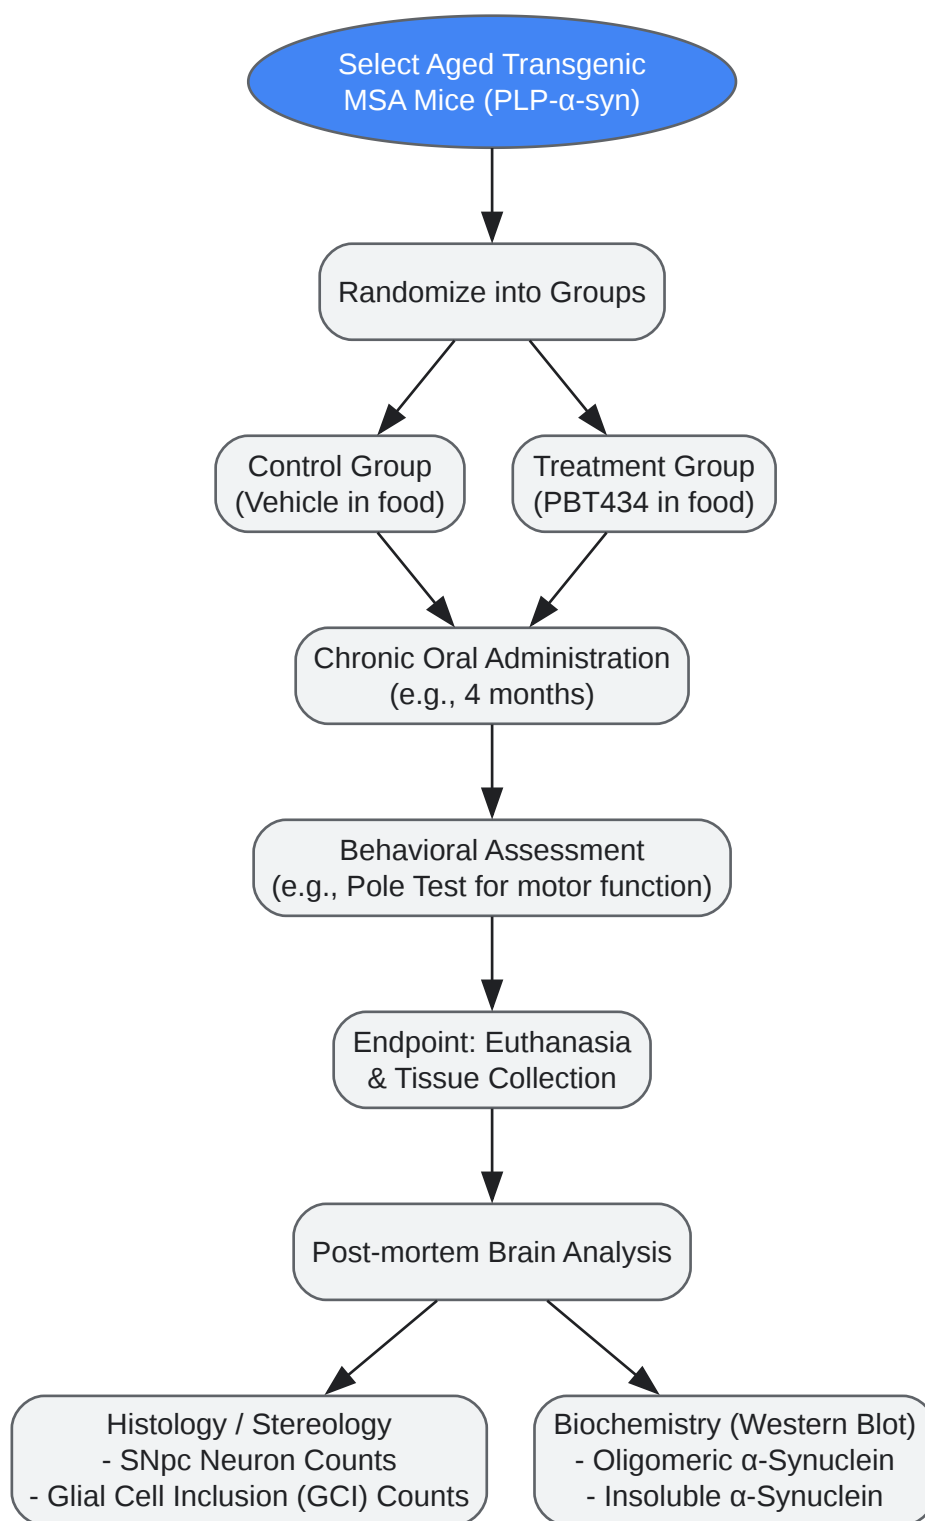 Select Aged Transgenic
MSA Mice (PLP-α-syn)
Randomize into Groups
Control Group
(Vehicle in food)
Treatment Group
(PBT434 in food)
Chronic Oral Administration
(e.g., 4 months)
Behavioral Assessment
(e.g., Pole Test for motor function)
Endpoint: Euthanasia
& Tissue Collection
Post-mortem Brain Analysis
Histology / Stereology
- SNpc Neuron Counts
- Glial Cell Inclusion (GCI) Counts
Biochemistry (Western Blot)
- Oligomeric α-Synuclein
- Insoluble α-Synuclein